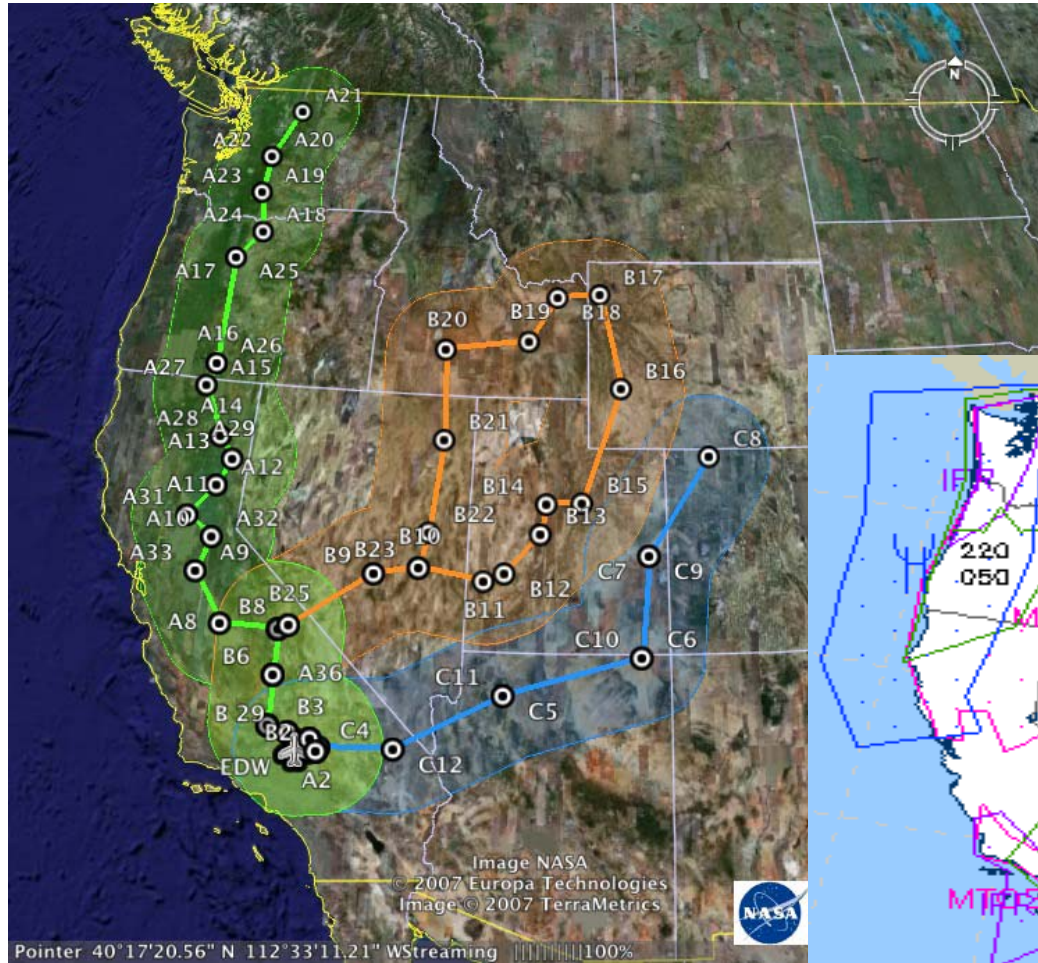 A21
A22
A20
A23
A19
A24
A18
A17
A25
B17
B19
B18
B20
A16
A26
A27
A15
B16
A28
A14
A13
A29
B21
A12
C8
A11
B14
B15
A31
A10
A32
B22
B13
A9
B10
B9
B23
A33
C7
C9
B12
B11
B25
A8
B8
B6
C10
C6
A36
C11
C5
B 29
B3
B2
C4
EDW
A2
C12
N
IFR
220
050
M
Image NASA
© 2007 Europa Technologies
Image © 2007 TerraMetrics
NASA
Pointer 40°17'20.56" N 112°33'11.21" W Streaming ||||||||| 100%